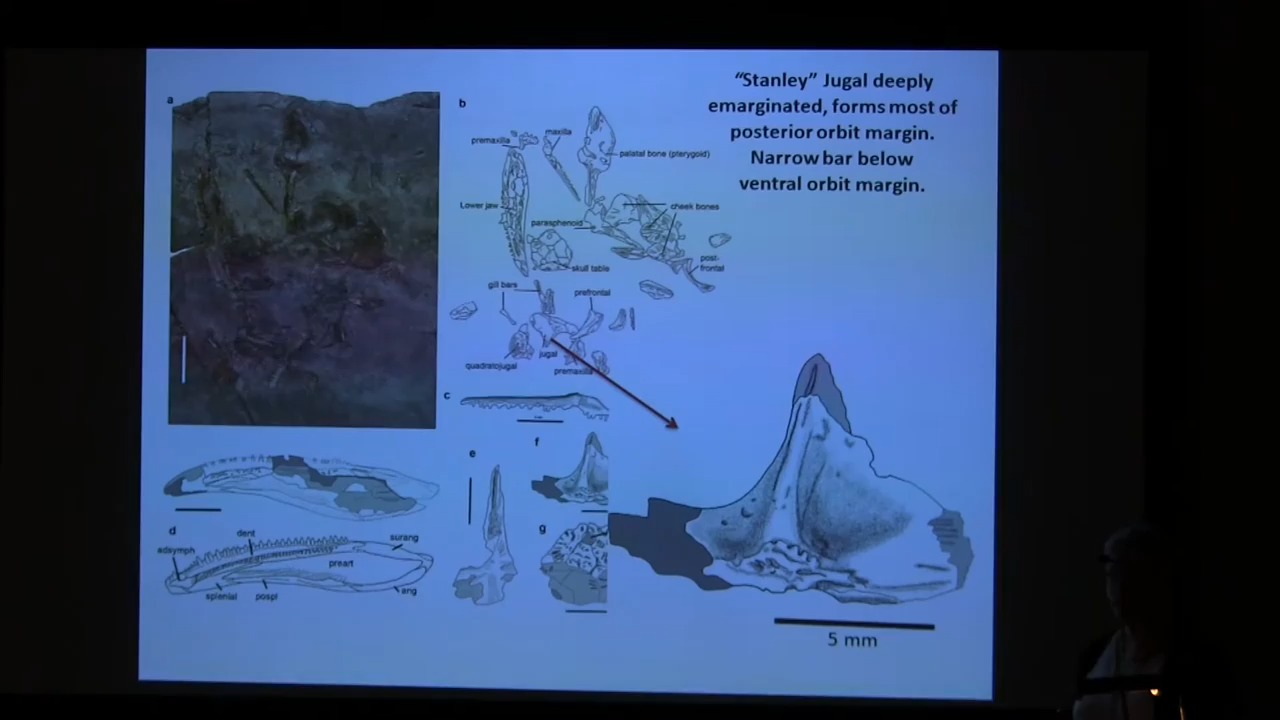 “Stanley” Jugal deeply
emarginated, forms most of
posterior orbit margin.
Narrow bar below
ventral orbit margin.
a
b
premaxilla
maxilla
palatal bone (pterygoid)
Lower jaw
cheek bones
parasphenoid
skull table
post-
frontal
gill bars
prefrontal
quadratojugal
jugal
premaxilla
c
e
f
g
d
dent
surang
adsymph
preart
splenial
pospl
ang
5 mm